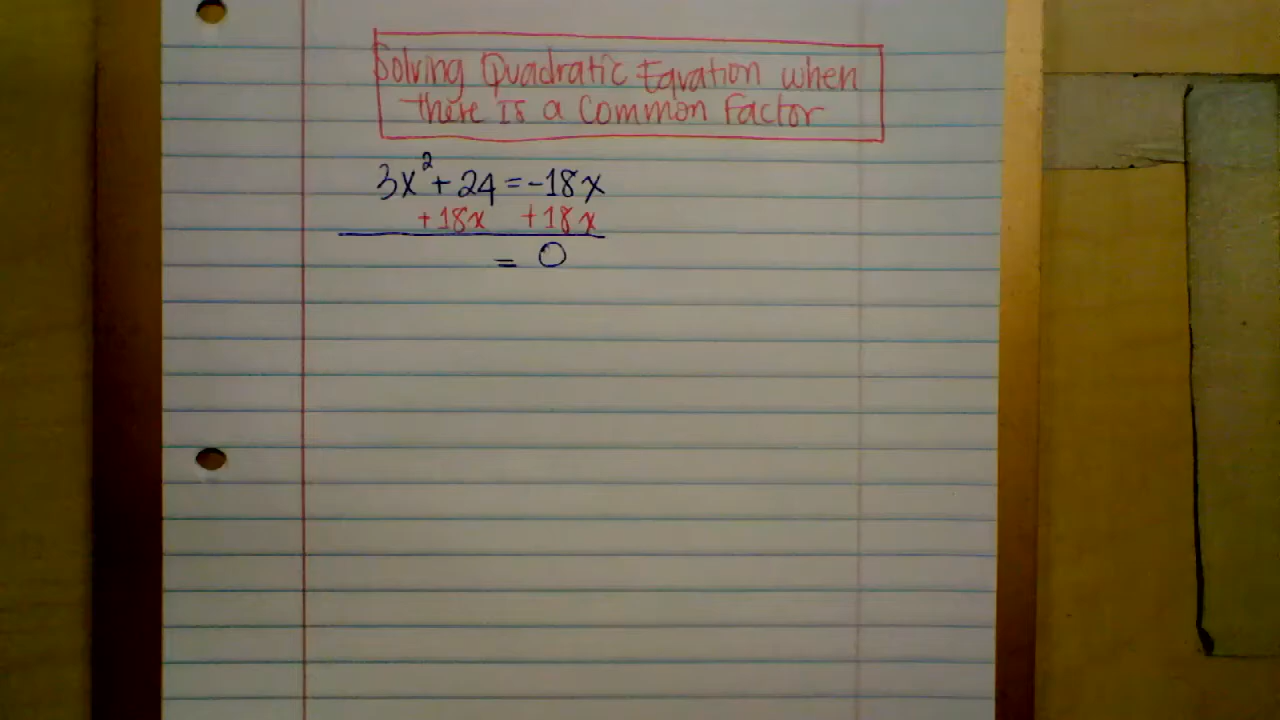 Solving Quadratic Equation when
there is a Common Factor
3x² + 24 = -18x
+18x +18x
= 0